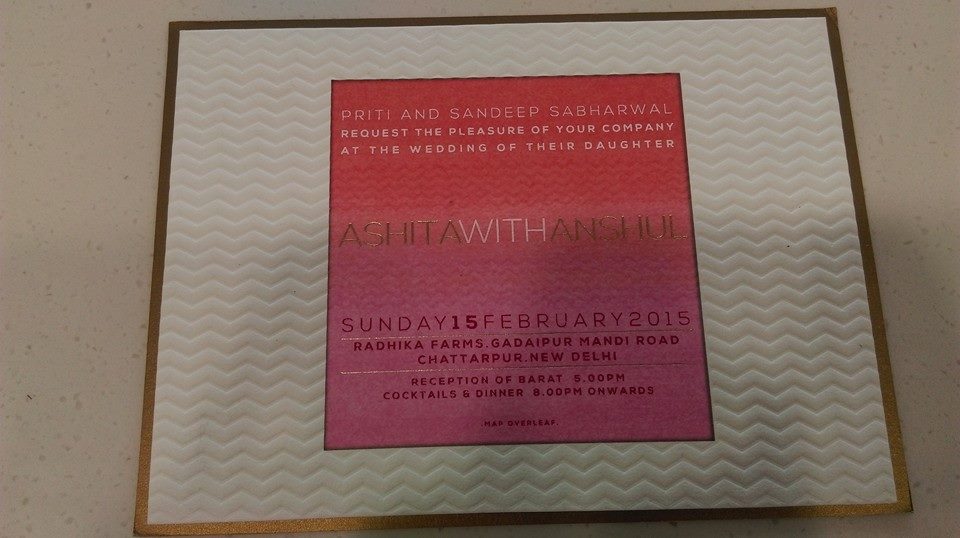 PRITI AND SANDEEP SABHARWAL
REQUEST THE PLEASURE OF YOUR COMPANY
AT THE WEDDING OF THEIR DAUGHTER
ASHITAWITHANSHUL
SUNDAY15FEBRUARY2015
RADHIKA FARMS.GADAIPUR MANDI ROAD
CHATTARPUR.NEW DELHI
RECEPTION OF BARAT 5.00PM
COCKTAILS & DINNER 8.00PM ONWARDS
.MAP OVERLEAF.